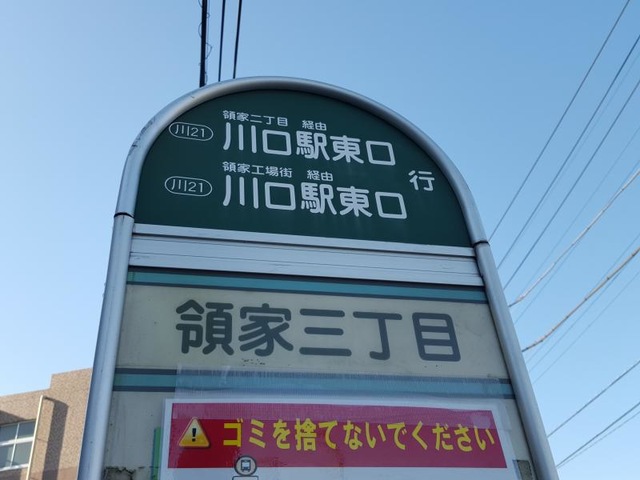 領家二丁目 経由
川21 川口駅東口
領家工場街 経由
川21 川口駅東口
行
領家三丁目
ゴミを捨てないでください